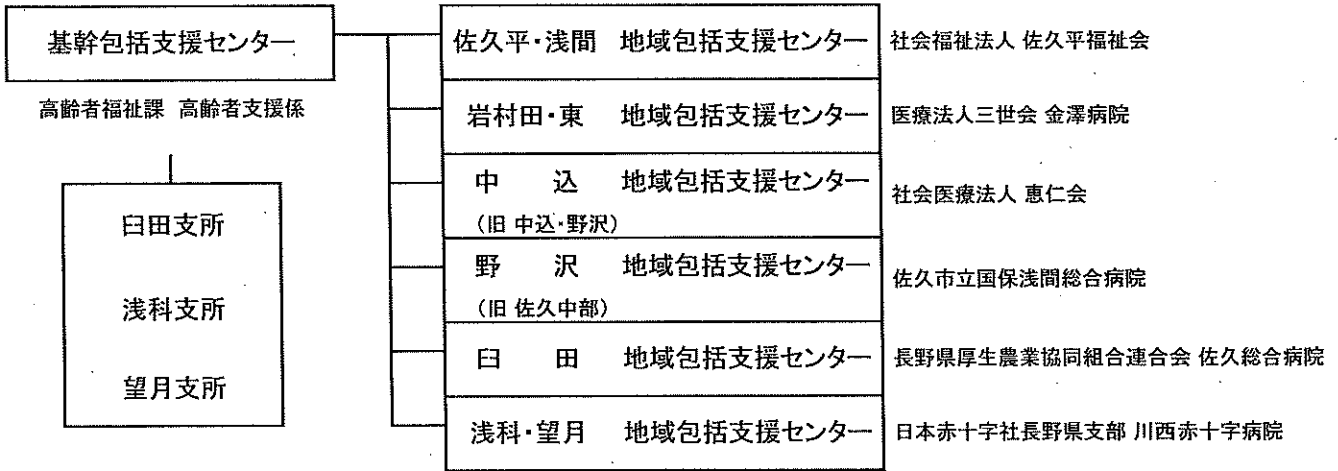 基幹包括支援センター
高齢者福祉課 高齢者支援係
臼田支所
浅科支所
望月支所
佐久平・浅間 地域包括支援センター 社会福祉法人 佐久平福祉会
岩村田・東 地域包括支援センター 医療法人三世会 金澤病院
中 込 地域包括支援センター 社会医療法人 恵仁会
（旧 中込・野沢）
野 沢 地域包括支援センター 佐久市立国保浅間総合病院
（旧 佐久中部）
臼 田 地域包括支援センター 長野県厚生農業協同組合連合会 佐久総合病院
浅科・望月 地域包括支援センター 日本赤十字社長野県支部 川西赤十字病院